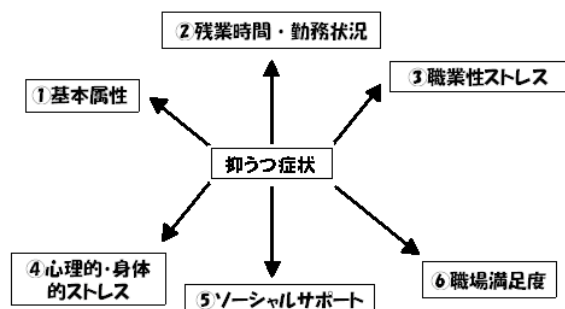 ②残業時間・勤務状況
③職業性ストレス
①基本属性
抑うつ症状
④心理的・身体
的ストレス
⑤ソーシャルサポート
⑥職場満足度